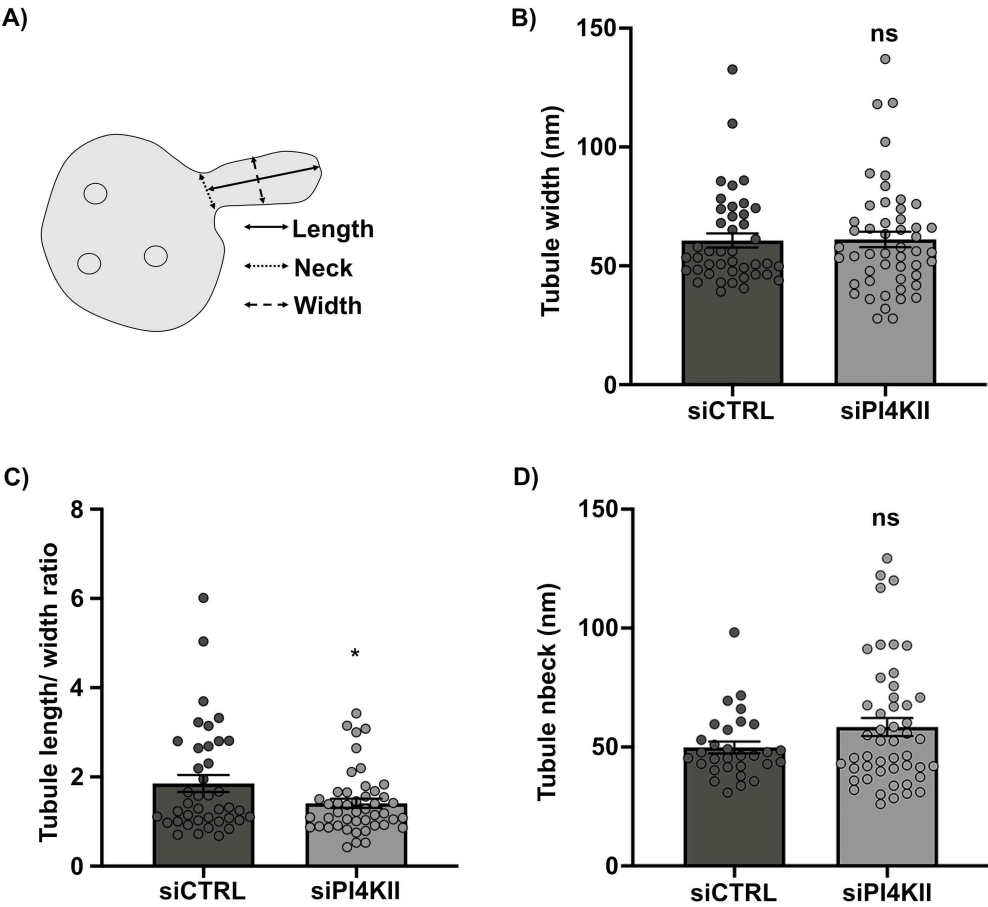 A)
Length
Neck
Width
B)
Tubule width (nm)
150
100
50
0
ns
siCTRL
siPI4KII
C)
Tubule length/ width ratio
8
6
4
2
0
*
siCTRL
siPI4KII
D)
Tubule nbeck (nm)
150
100
50
0
ns
siCTRL
siPI4KII